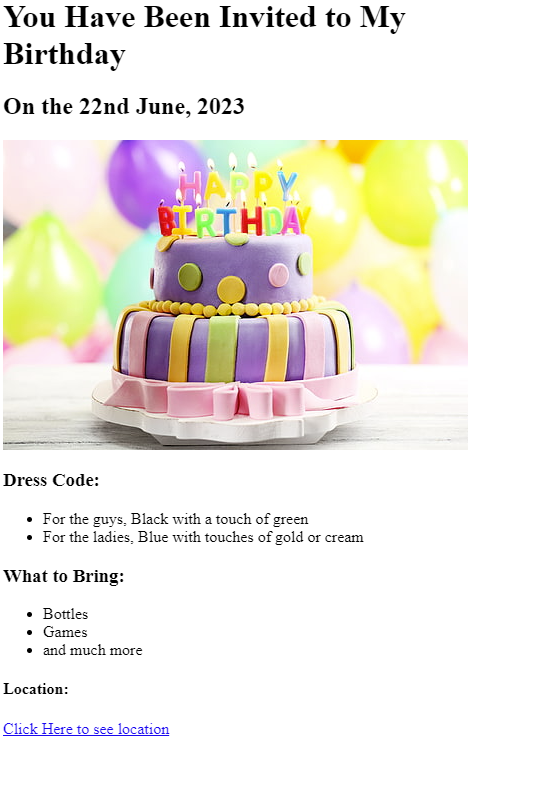 You Have Been Invited to My
Birthday
On the 22nd June, 2023
HAPPY
BIRTHDAY
Dress Code:
For the guys, Black with a touch of green
For the ladies, Blue with touches of gold or cream
What to Bring:
Bottles
Games
and much more
Location:
Click Here to see location